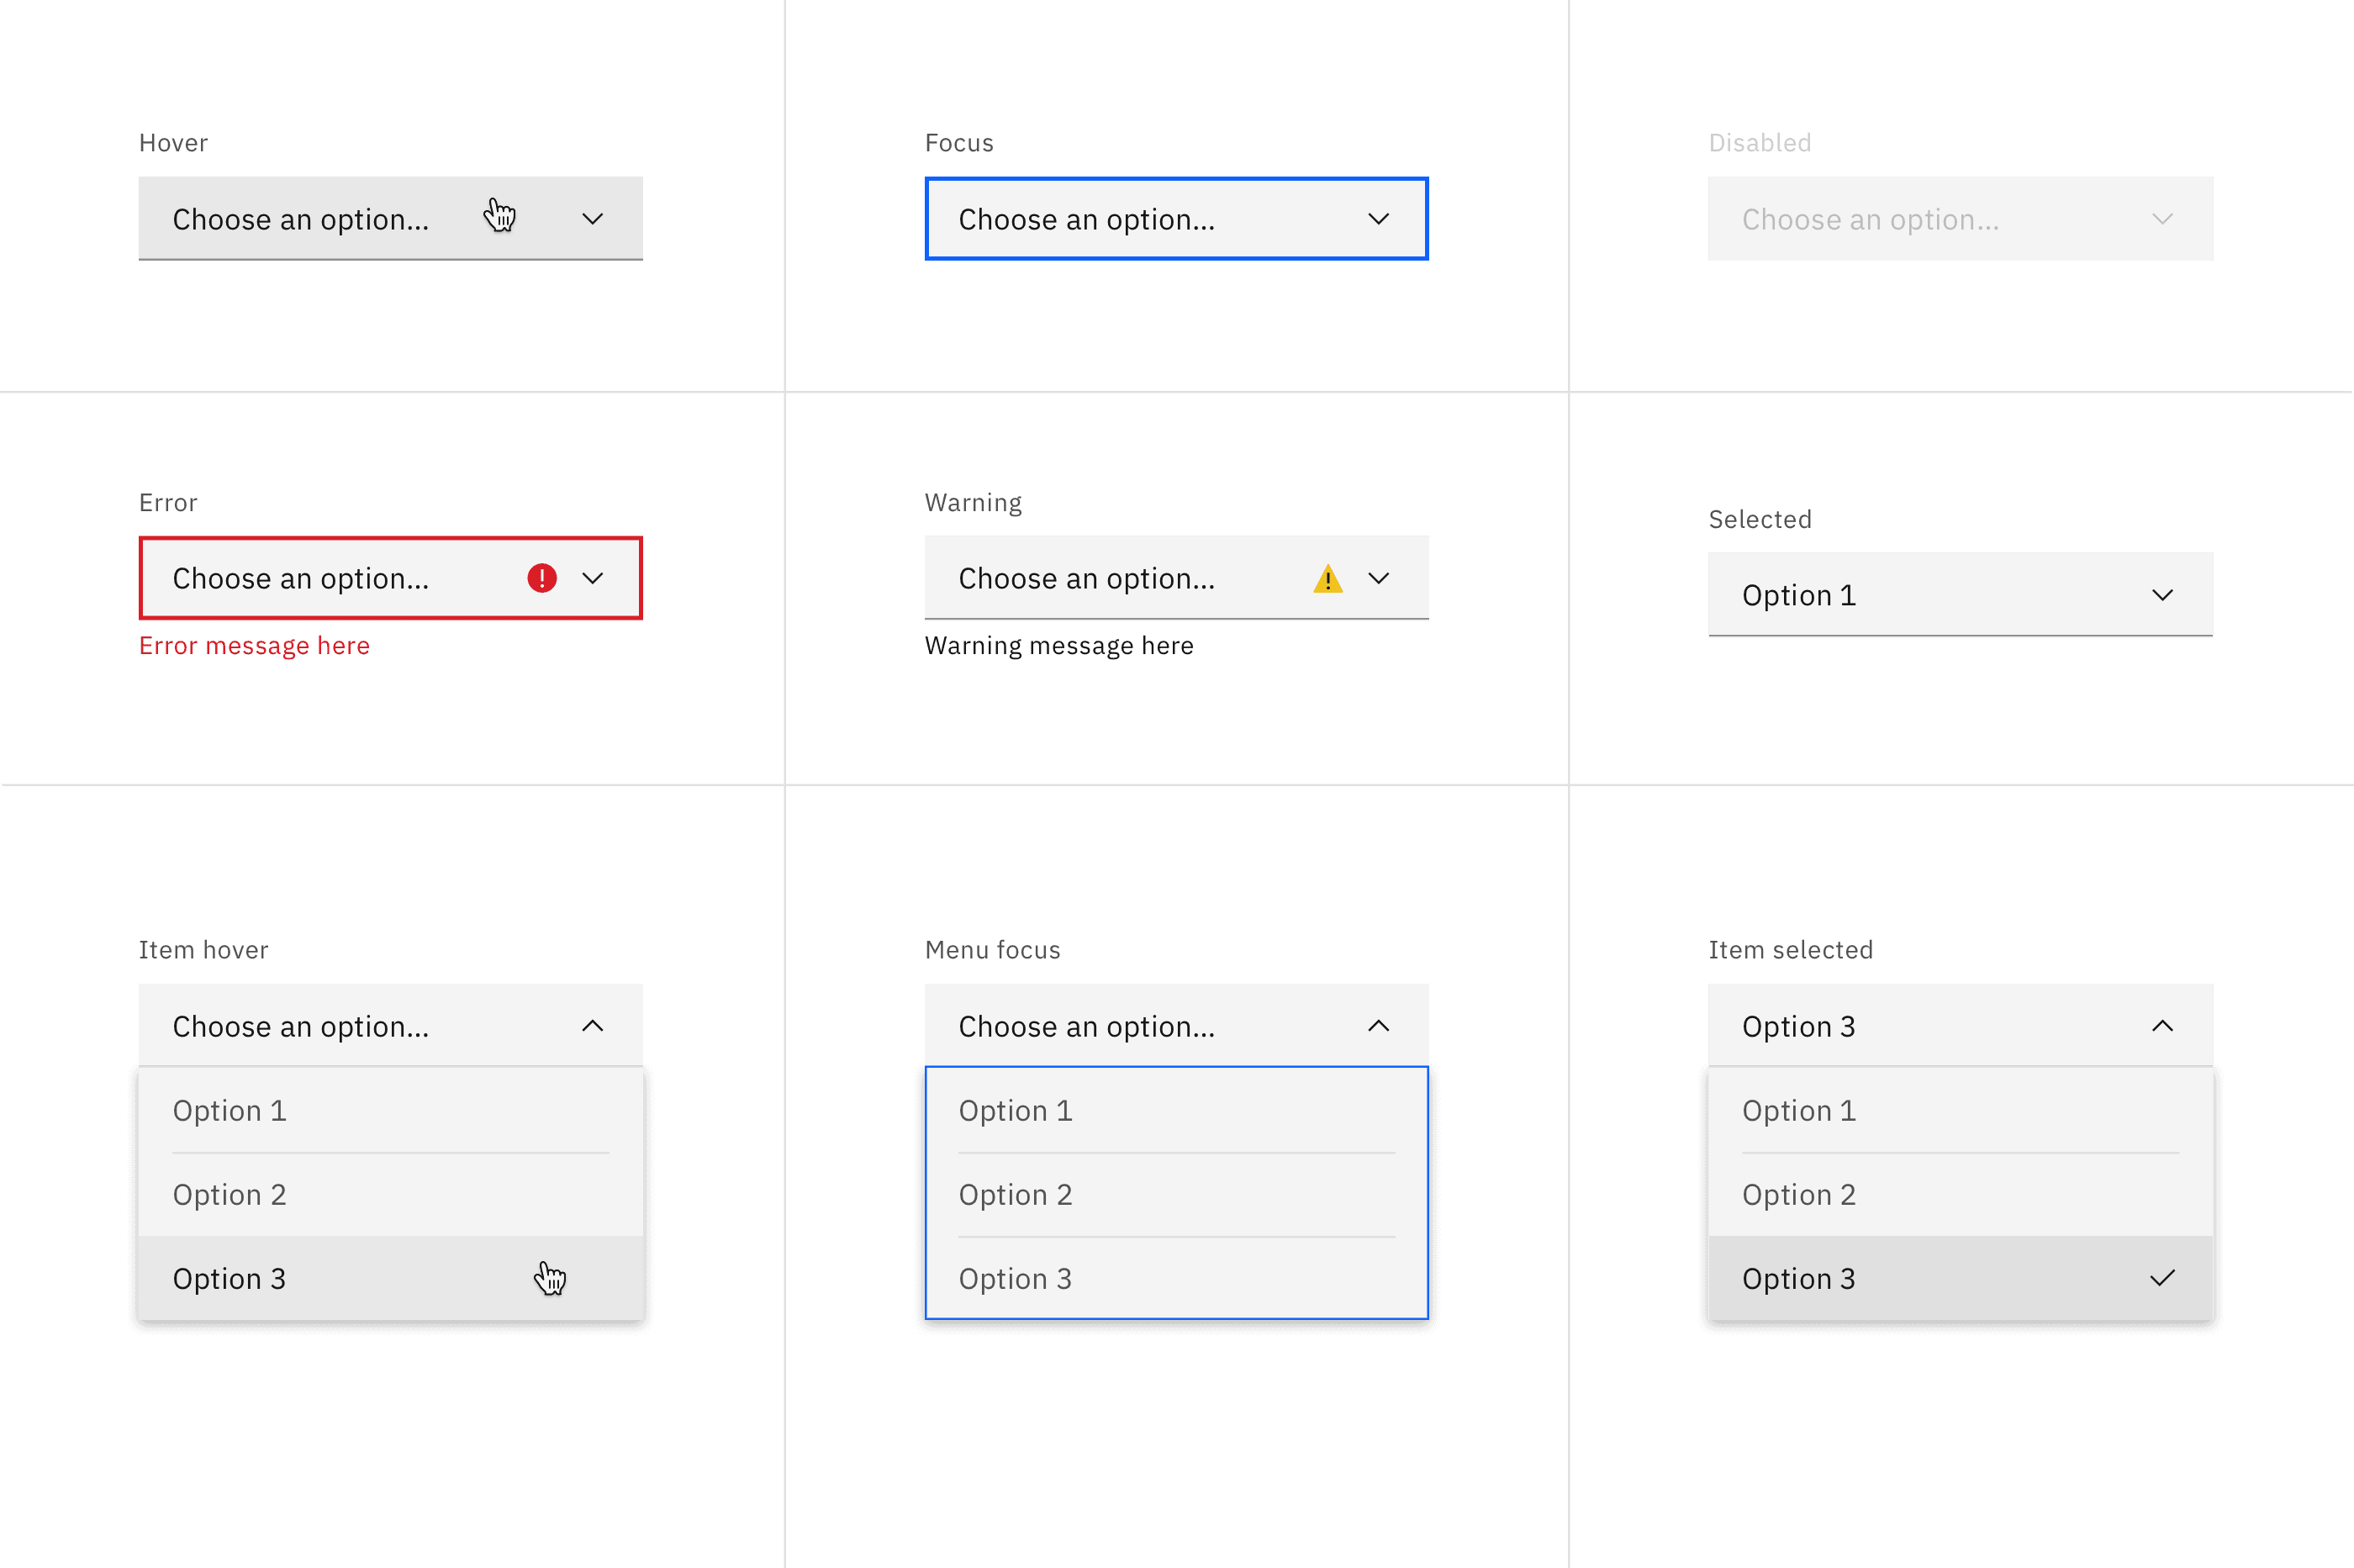 Hover
Choose an option...
Focus
Choose an option...
Disabled
Choose an option...
Error
Choose an option...
Error message here
Warning
Choose an option...
Warning message here
Selected
Option 1
Item hover
Choose an option...
Option 1
Option 2
Option 3
Menu focus
Choose an option...
Option 1
Option 2
Option 3
Item selected
Option 3
Option 1
Option 2
Option 3